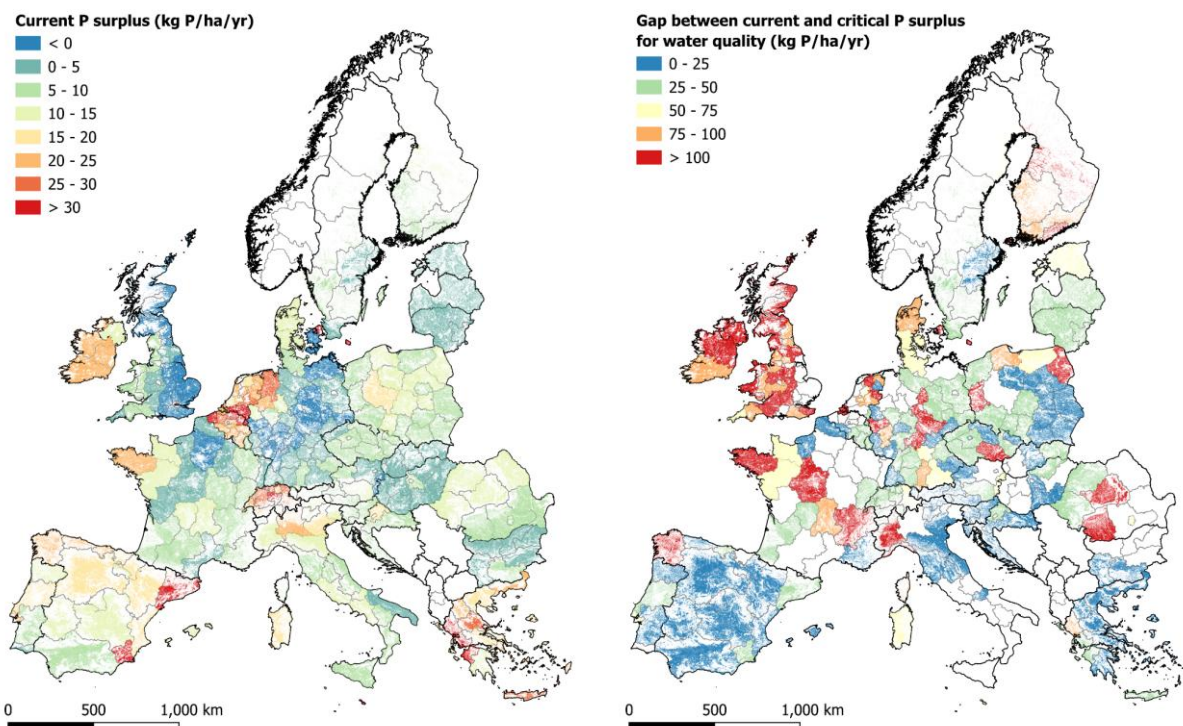 Current P surplus (kg P/ha/yr)
< 0
0 - 5
5 - 10
10 - 15
15 - 20
20 - 25
25 - 30
> 30
0 500 1,000 km
Gap between current and critical P surplus
for water quality (kg P/ha/yr)
0 - 25
25 - 50
50 - 75
75 - 100
> 100
0 500 1,000 km